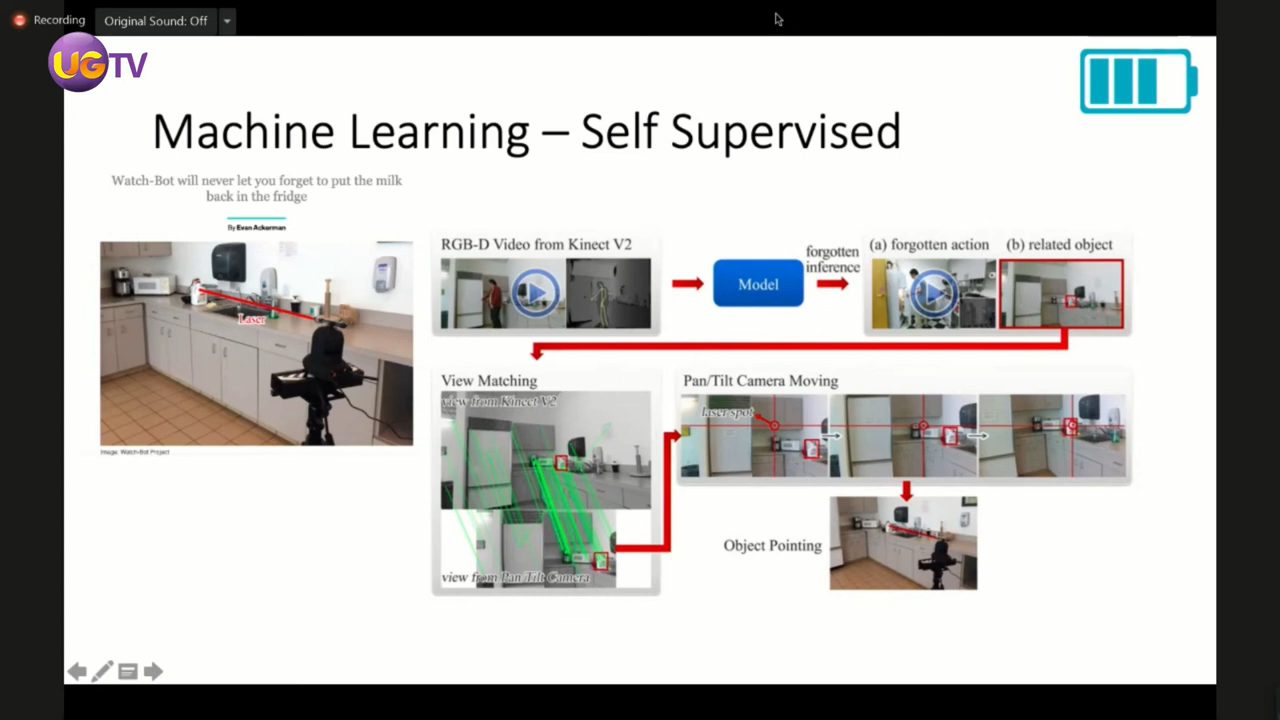 Recording
Original Sound: Off
UGTV
Machine Learning – Self Supervised
Watch-Bot will never let you forget to put the milk
back in the fridge
By Evan Ackerman
Laser
Image: Watch-Bot Project
RGB-D Video from Kinect V2
Model
forgotten
inference
(a) forgotten action
(b) related object
View Matching
view from Kinect V2
view from Pan/Tilt Camera
Pan/Tilt Camera Moving
laser spot
Object Pointing